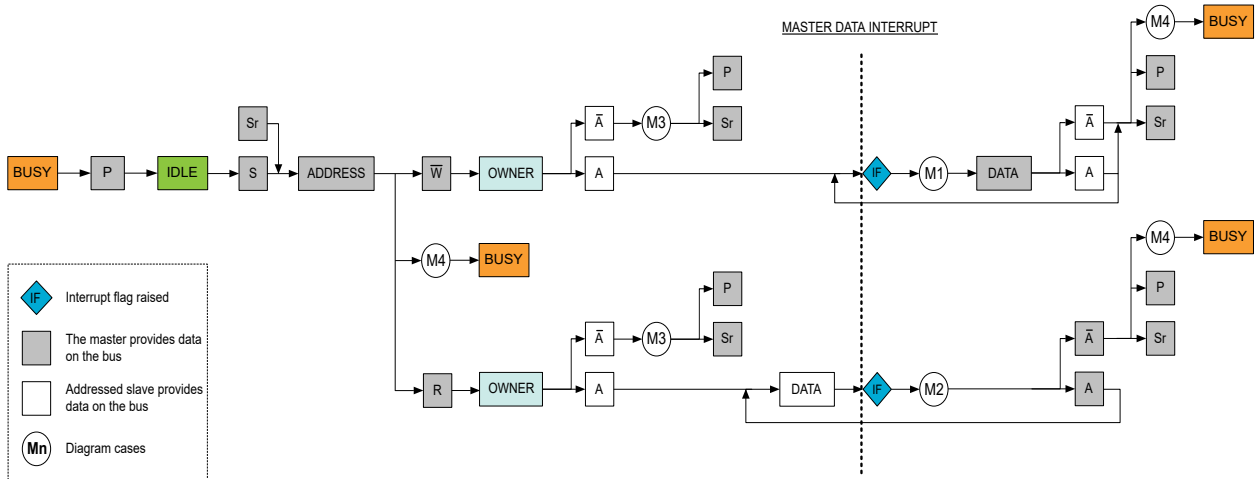 MASTER DATA INTERRUPT
M4 BUSY
P P
Sr A̅ M3 Sr A̅ Sr
BUSY P IDLE S ADDRESS W̅ OWNER A IF M1 DATA A
M4 BUSY
M4 BUSY
P P
A̅ M3 Sr A̅ Sr
R OWNER A DATA IF M2 A
IF Interrupt flag raised
The master provides data
on the bus
Addressed slave provides
data on the bus
Mn Diagram cases